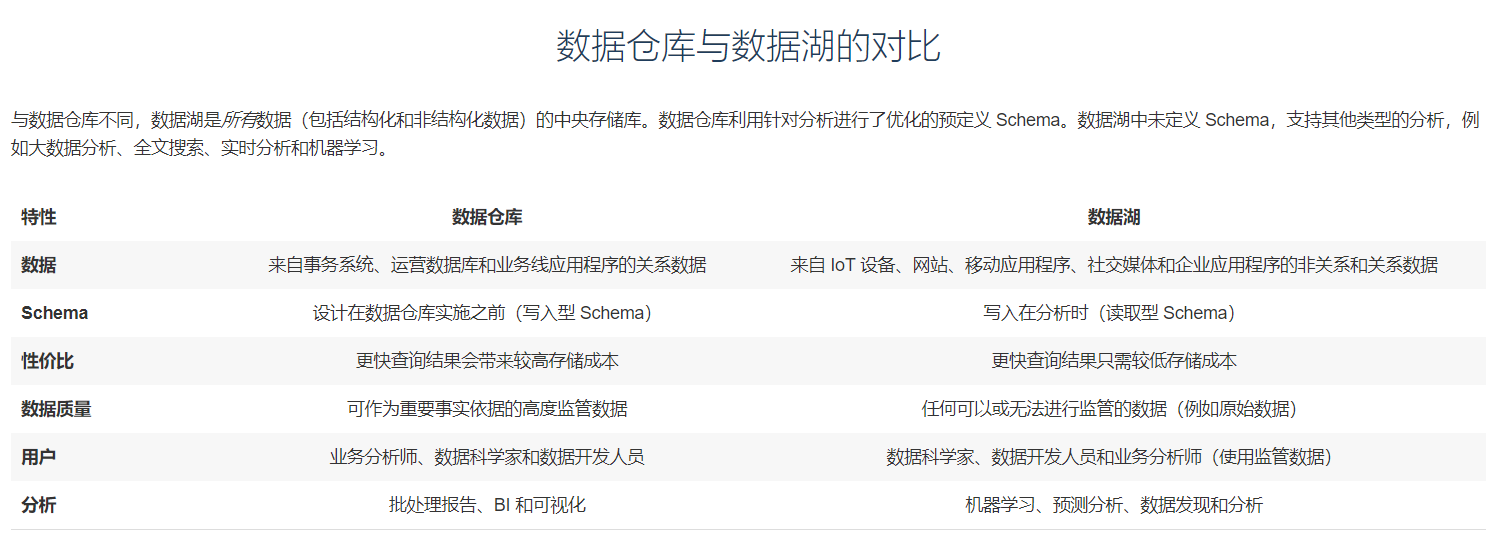 数据仓库与数据湖的对比
与数据仓库不同，数据湖是所有数据（包括结构化和非结构化数据）的中央存储库。数据仓库利用针对分析进行了优化的预定义 Schema。数据湖中未定义 Schema，支持其他类型的分析，例
如大数据分析、全文搜索、实时分析和机器学习。
特性 数据仓库 数据湖
数据 来自事务系统、运营数据库和业务线应用程序的关系数据 来自 IoT 设备、网站、移动应用程序、社交媒体和企业应用程序的非关系和关系数据
Schema 设计在数据仓库实施之前（写入型 Schema） 写入在分析时（读取型 Schema）
性价比 更快查询结果会带来较高存储成本 更快查询结果只需较低存储成本
数据质量 可作为重要事实依据的高度监管数据 任何可以或无法进行监管的数据（例如原始数据）
用户 业务分析师、数据科学家和数据开发人员 数据科学家、数据开发人员和业务分析师（使用监管数据）
分析 批处理报告、BI 和可视化 机器学习、预测分析、数据发现和分析